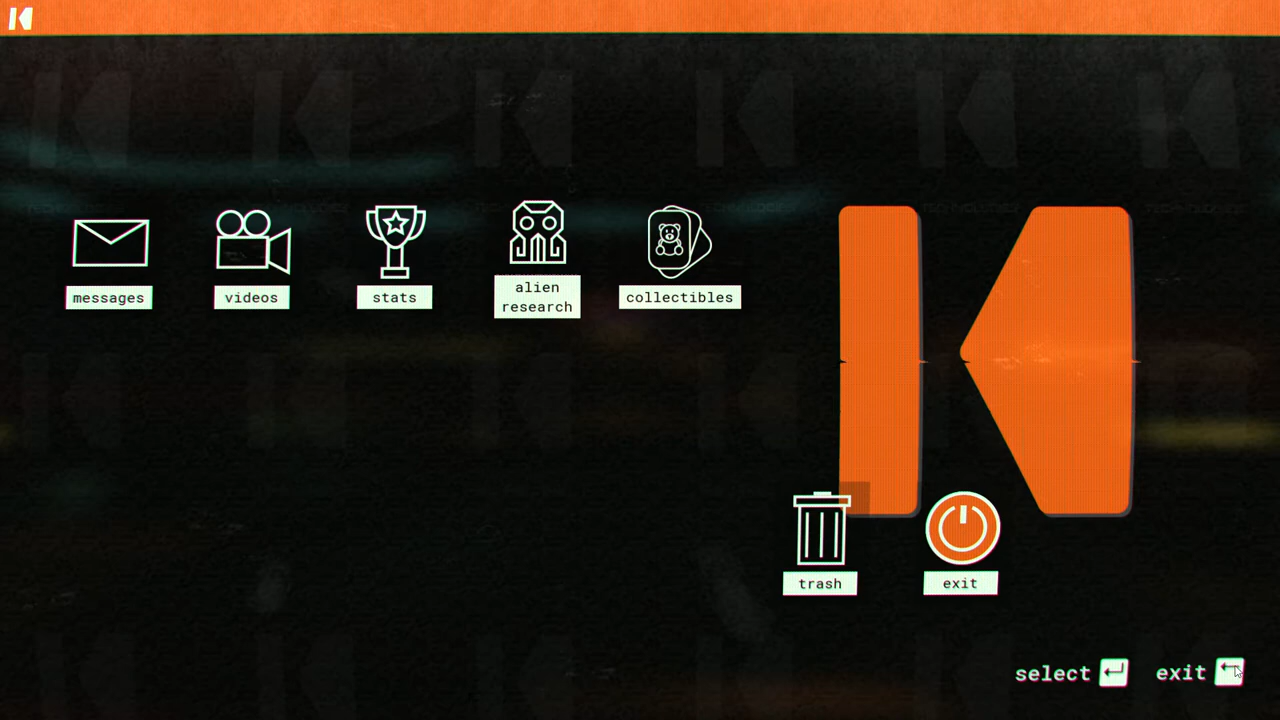 messages
videos
stats
alien
research
collectibles
trash
exit
select
exit